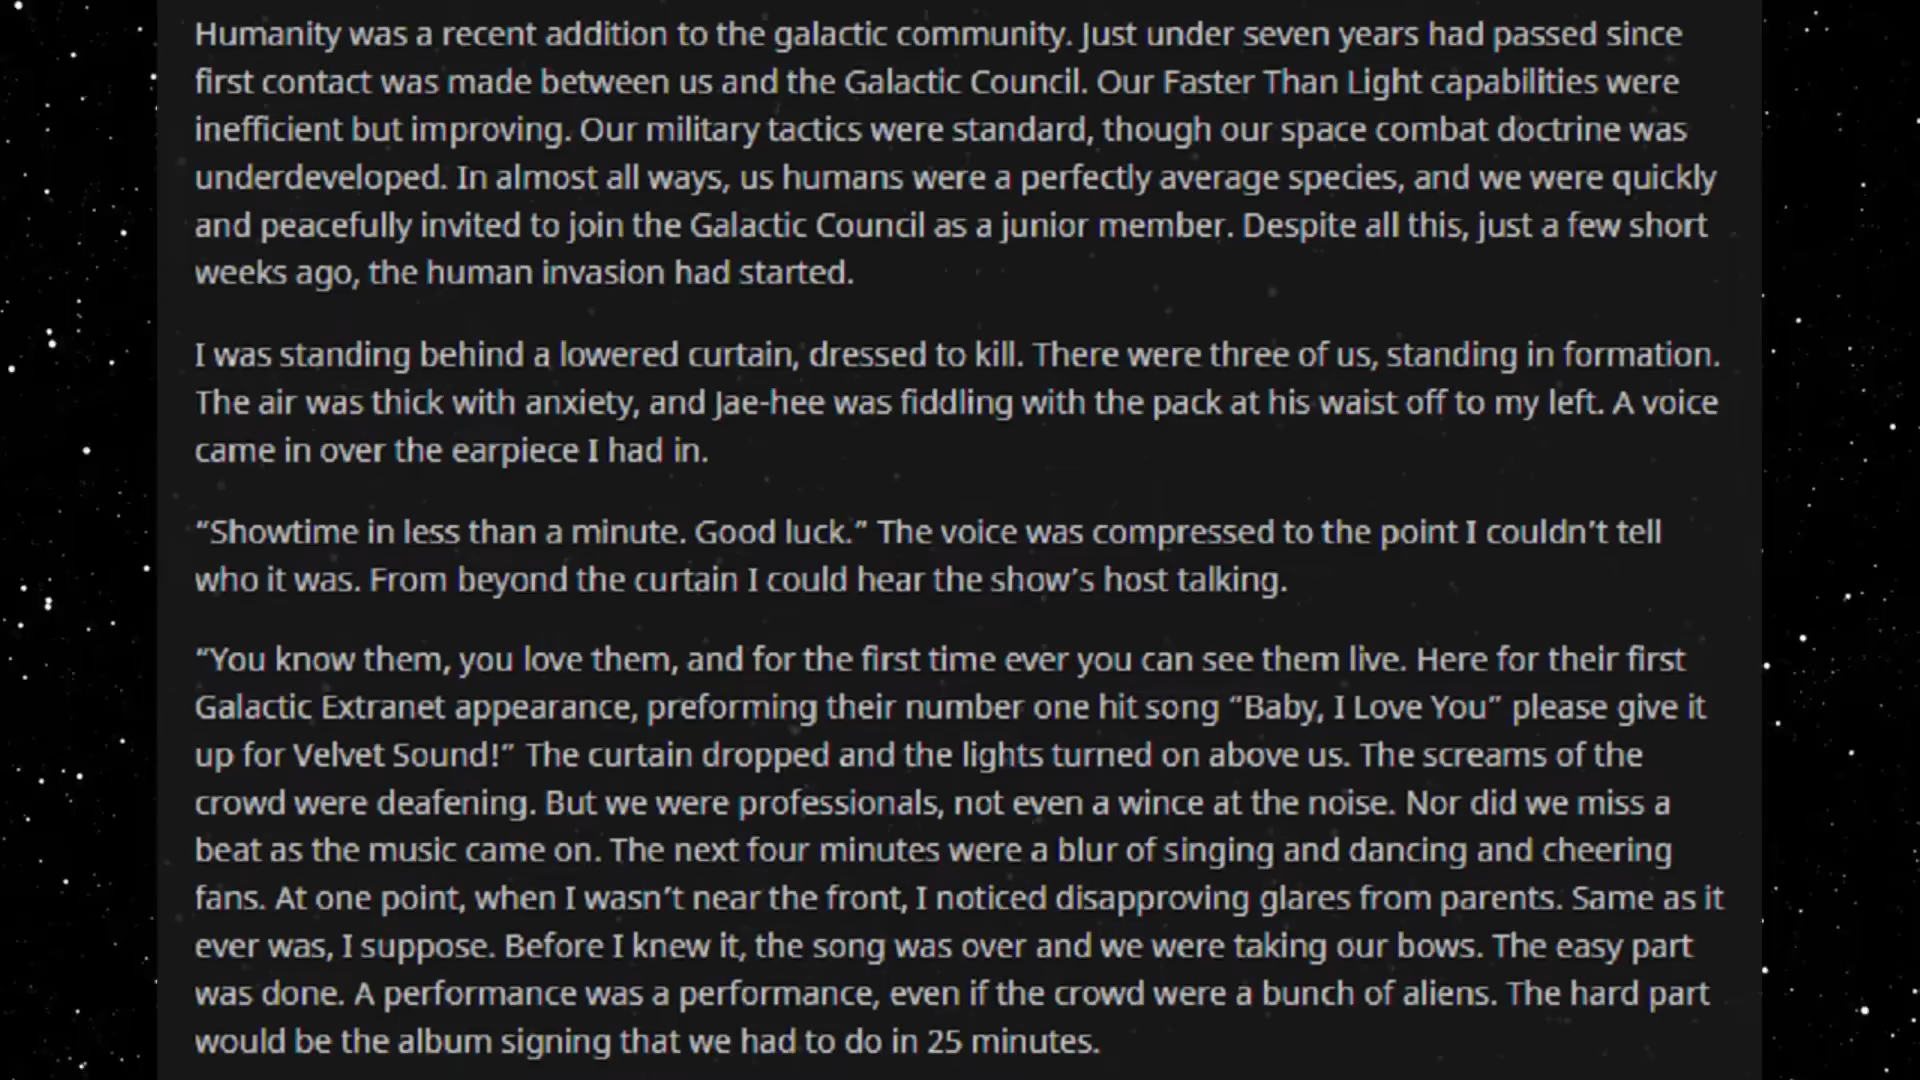 Humanity was a recent addition to the galactic community. Just under seven years had passed since
first contact was made between us and the Galactic Council. Our Faster Than Light capabilities were
inefficient but improving. Our military tactics were standard, though our space combat doctrine was
underdeveloped. In almost all ways, us humans were a perfectly average species, and we were quickly
and peacefully invited to join the Galactic Council as a junior member. Despite all this, just a few short
weeks ago, the human invasion had started.
I was standing behind a lowered curtain, dressed to kill. There were three of us, standing in formation.
The air was thick with anxiety, and Jae-hee was fiddling with the pack at his waist off to my left. A voice
came in over the earpiece I had in.
“Showtime in less than a minute. Good luck.” The voice was compressed to the point I couldn’t tell
who it was. From beyond the curtain I could hear the show’s host talking.
“You know them, you love them, and for the first time ever you can see them live. Here for their first
Galactic Extranet appearance, preforming their number one hit song “Baby, I Love You” please give it
up for Velvet Sound!” The curtain dropped and the lights turned on above us. The screams of the
crowd were deafening. But we were professionals, not even a wince at the noise. Nor did we miss a
beat as the music came on. The next four minutes were a blur of singing and dancing and cheering
fans. At one point, when I wasn’t near the front, I noticed disapproving glares from parents. Same as it
ever was, I suppose. Before I knew it, the song was over and we were taking our bows. The easy part
was done. A performance was a performance, even if the crowd were a bunch of aliens. The hard part
would be the album signing that we had to do in 25 minutes.